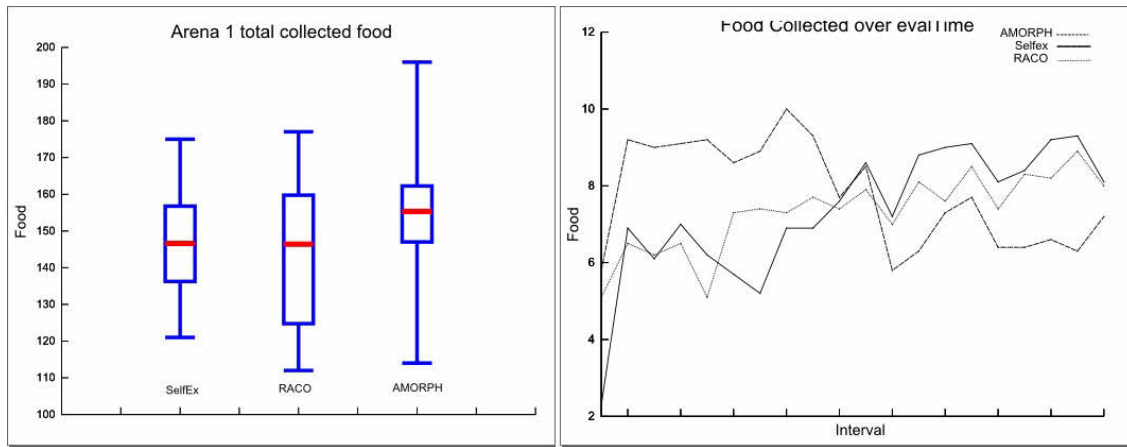 Arena 1 total collected food
200
190
180
170
160
150
140
130
120
110
100
Food
SelfEx
RACO
AMORPH
Food Collected over evalTime
12
10
8
6
4
2
Food
AMORPH
Selfex
RACO
Interval